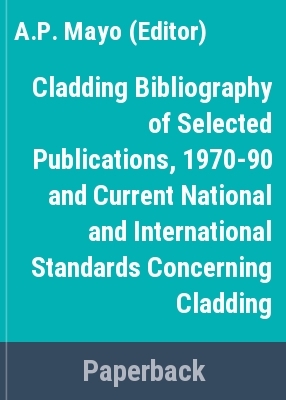 A.P. Mayo (Editor)
Cladding Bibliography
of Selected
Publications, 1970-90
and Current National
and International
Standards Concerning
Cladding
Paperback